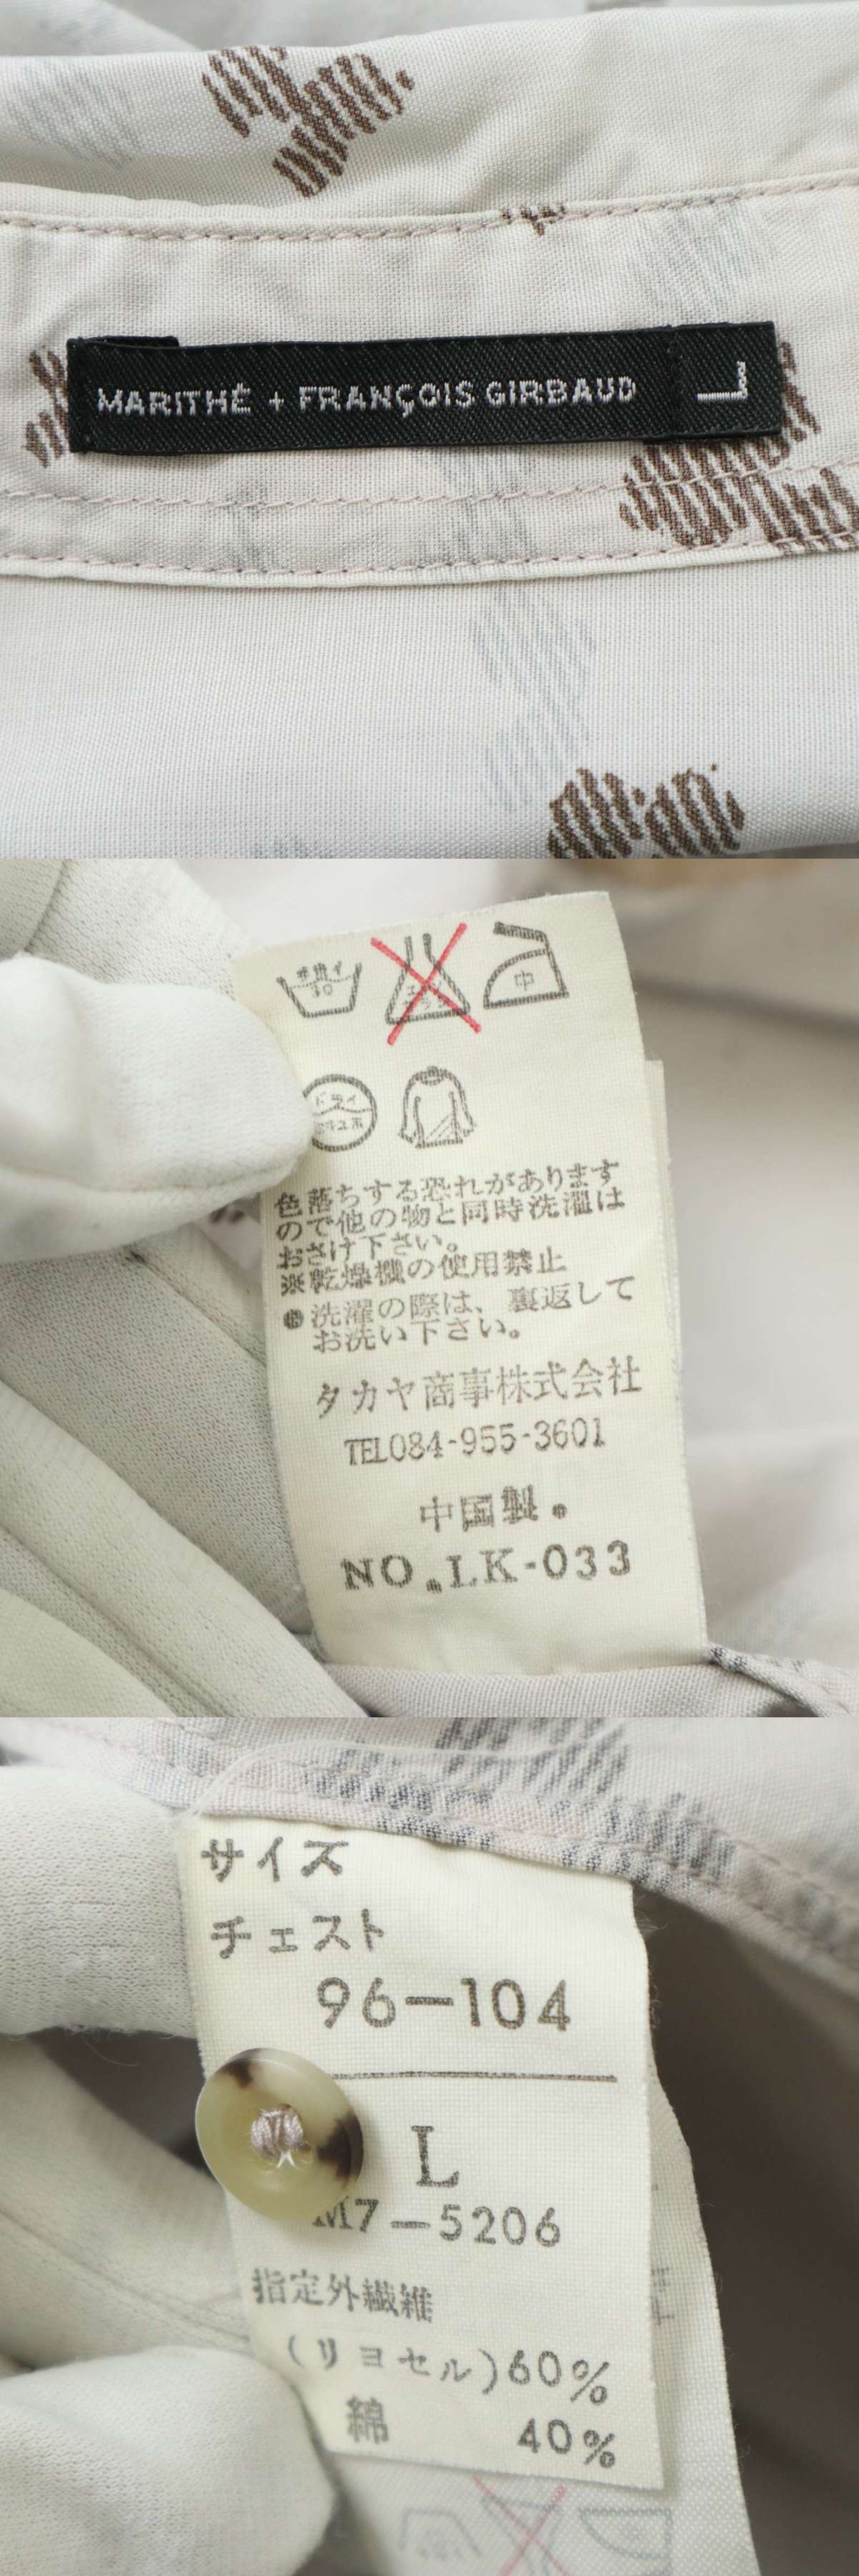 MARITHÉ + FRANÇOIS GIRBAUD
L
中
ドライ
色落ちする恐れがあります
ので他の物と同時洗濯は
おさけ下さい。
※乾燥機の使用禁止
●洗濯の際は、裏返して
お洗い下さい。
タカヤ商事株式会社
TEL084-955-3601
中国製.
NO.LK-033
サイズ
チェスト
96-104
L
M7-5206
指定外繊維
(リヨセル)60%
綿 40%